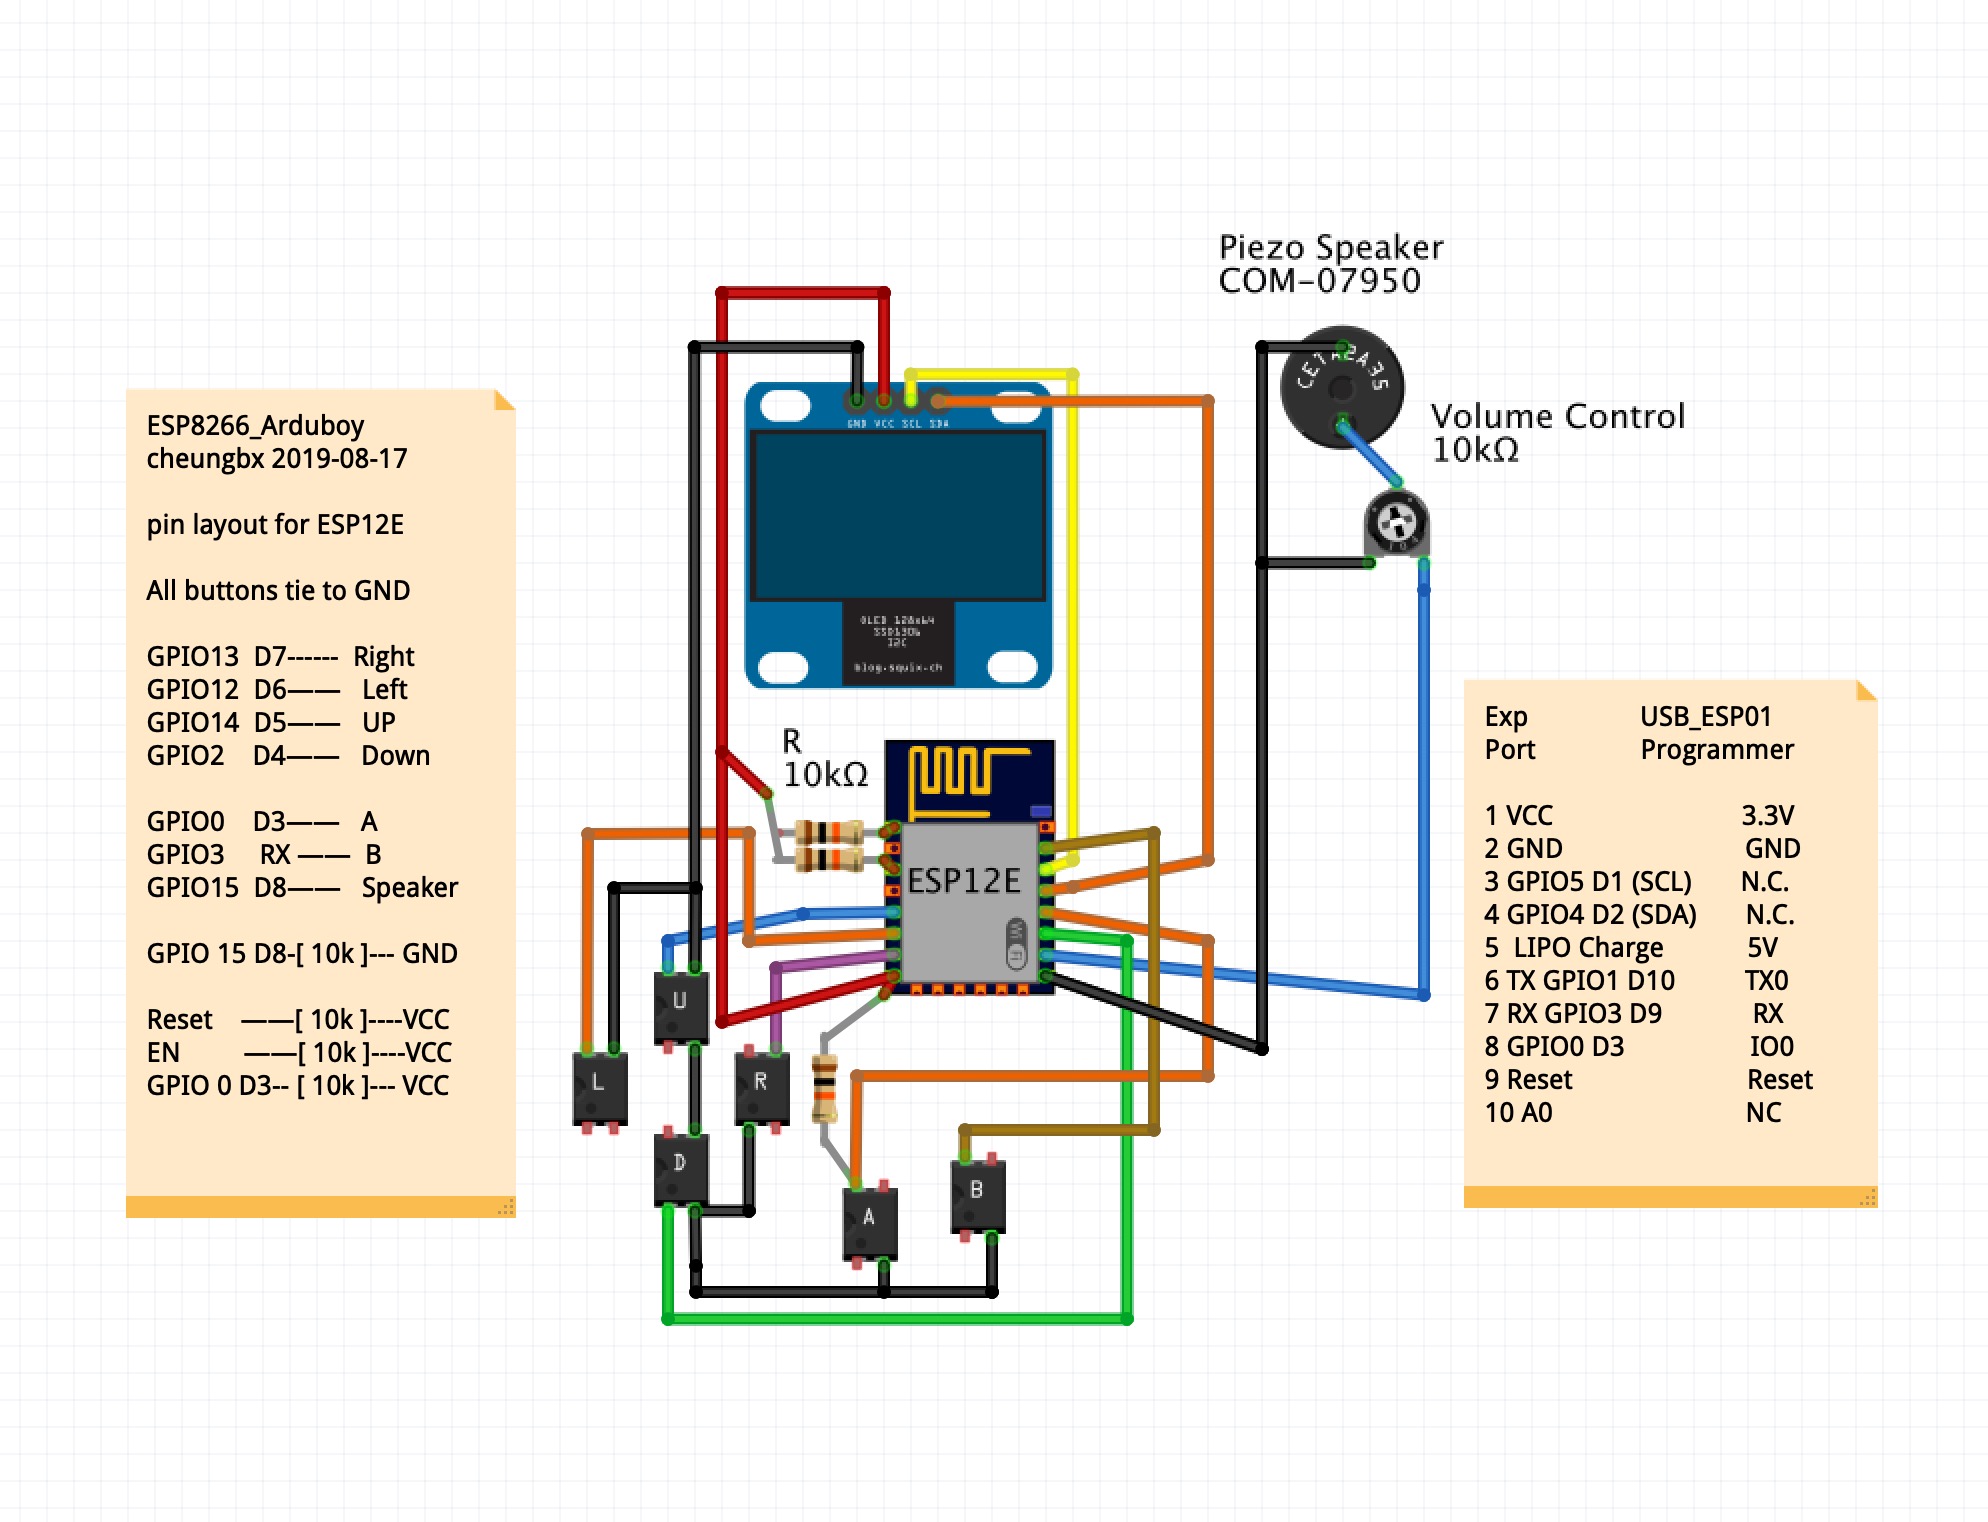 ESP8266_Arduboy
cheungbx 2019-08-17
pin layout for ESP12E
All buttons tie to GND
GPIO13 D7------ Right
GPIO12 D6—— Left
GPIO14 D5—— UP
GPIO2 D4—— Down
GPIO0 D3—— A
GPIO3 RX —— B
GPIO15 D8—— Speaker
GPIO 15 D8-[ 10k ]--- GND
Reset ——[ 10k ]----VCC
EN ——[ 10k ]----VCC
GPIO 0 D3-- [ 10k ]--- VCC
GND VCC SCL SDA
OLED 128x64
SSD1306
I2C
blog.squix.ch
R
10kΩ
ESP12E
Wi Fi
U
L
R
D
A
B
Piezo Speaker
COM-07950
CE1A2A35
Volume Control
10kΩ
Exp USB_ESP01
Port Programmer
1 VCC 3.3V
2 GND GND
3 GPIO5 D1 (SCL) N.C.
4 GPIO4 D2 (SDA) N.C.
5 LIPO Charge 5V
6 TX GPIO1 D10 TX0
7 RX GPIO3 D9 RX
8 GPIO0 D3 IO0
9 Reset Reset
10 A0 NC